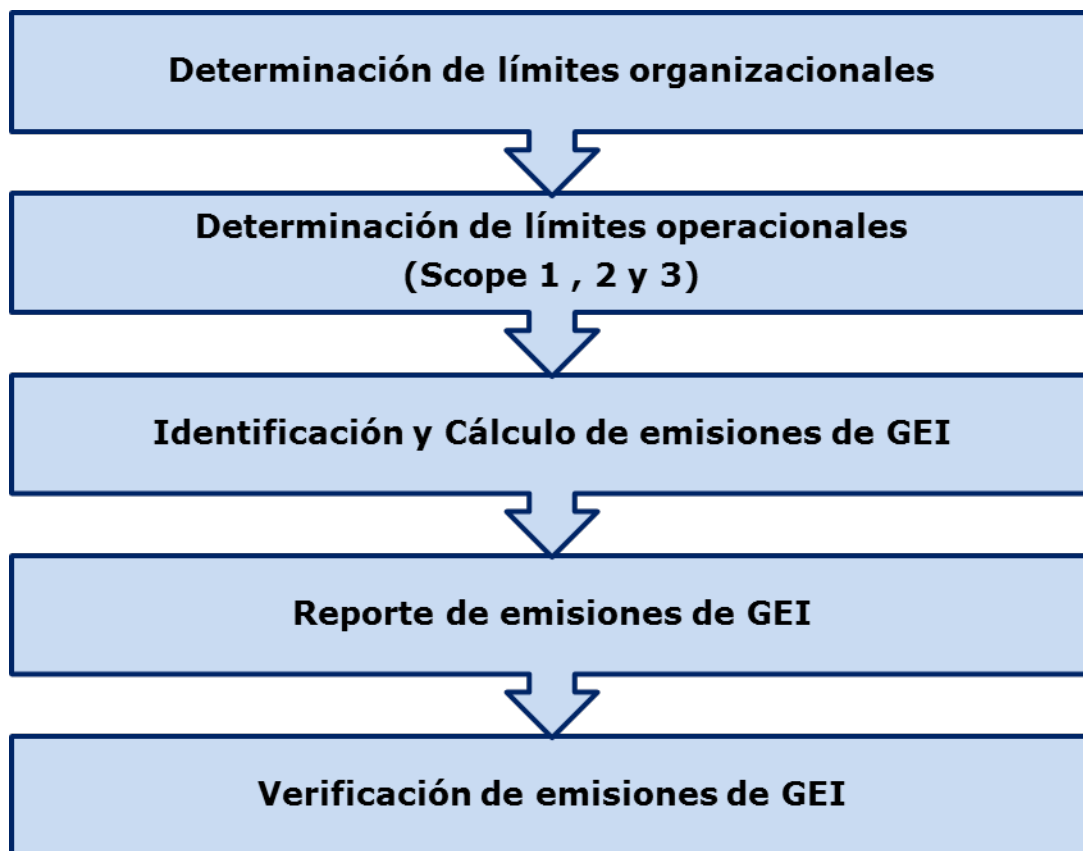 Determinación de límites organizacionales
Determinación de límites operacionales
(Scope 1 , 2 y 3)
Identificación y Cálculo de emisiones de GEI
Reporte de emisiones de GEI
Verificación de emisiones de GEI